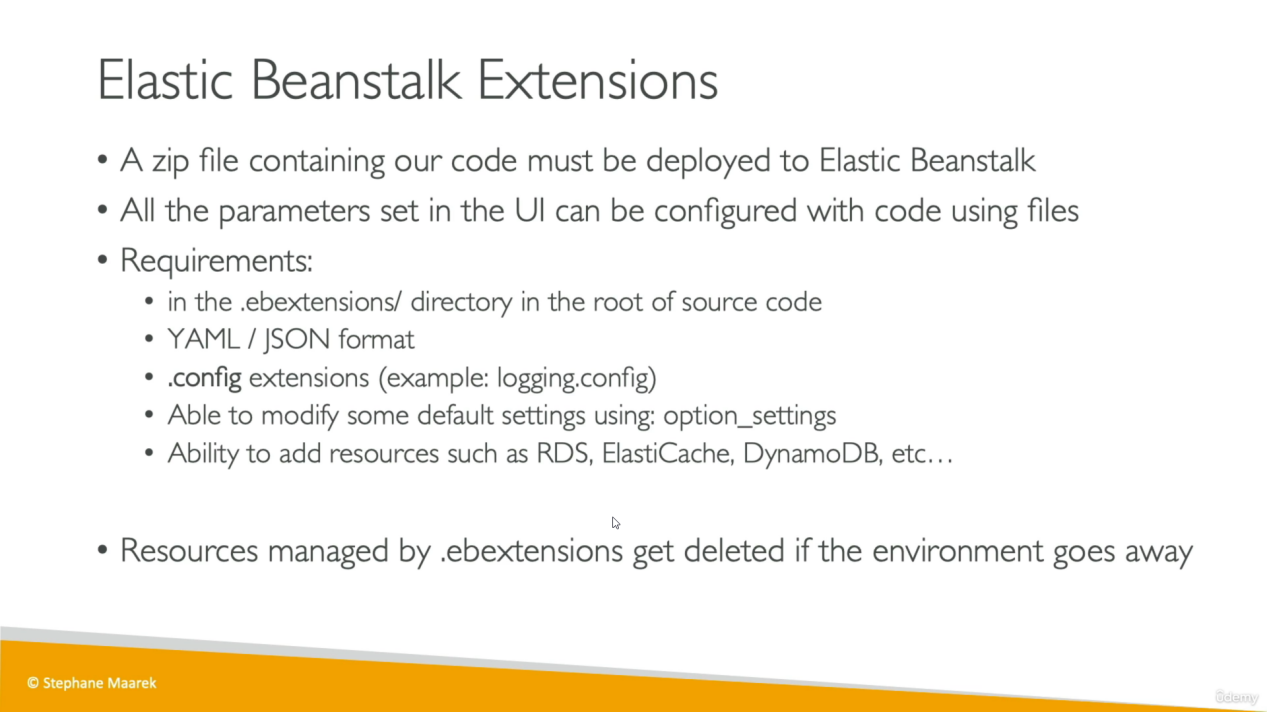 Elastic Beanstalk Extensions
• A zip file containing our code must be deployed to Elastic Beanstalk
• All the parameters set in the UI can be configured with code using files
• Requirements:
• in the .ebextensions/ directory in the root of source code
• YAML / JSON format
• .config extensions (example: logging.config)
• Able to modify some default settings using: option_settings
• Ability to add resources such as RDS, ElastiCache, DynamoDB, etc…
• Resources managed by .ebextensions get deleted if the environment goes away
© Stephane Maarek
ûdemy